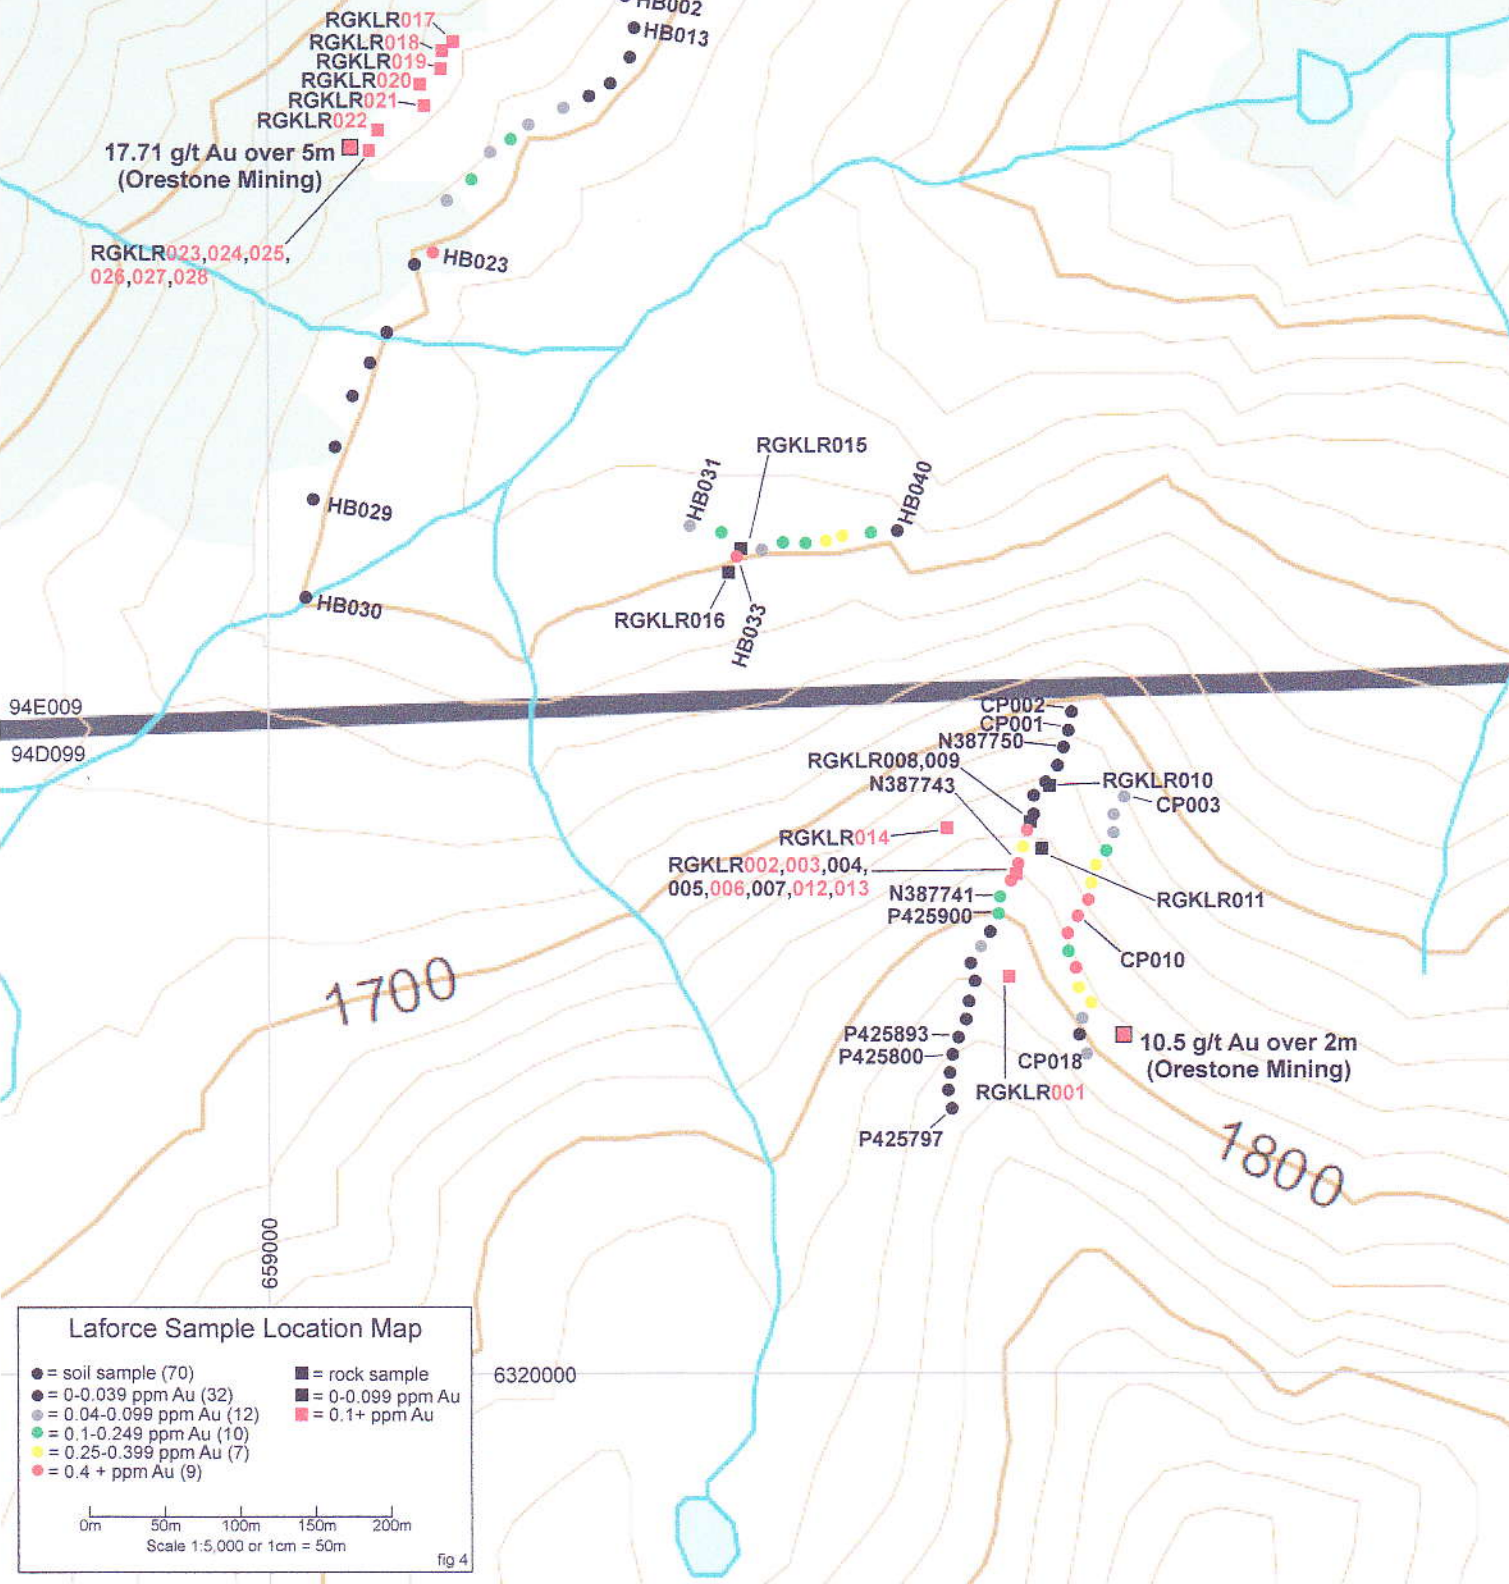 HB002
HB013
RGKLR017
RGKLR018
RGKLR019
RGKLR020
RGKLR021
RGKLR022
17.71 g/t Au over 5m
(Orestone Mining)
RGKLR023,024,025,
026,027,028
HB023
HB029
HB030
HB031
RGKLR015
HB040
RGKLR016
HB033
94E009
94D099
CP002
CP001
N387750
RGKLR008,009
N387743
RGKLR010
CP003
RGKLR014
RGKLR002,003,004,
005,006,007,012,013
N387741
P425900
RGKLR011
CP010
1700
P425893
P425800
CP018
RGKLR001
10.5 g/t Au over 2m
(Orestone Mining)
P425797
1800
659000
6320000
Laforce Sample Location Map
= soil sample (70)
= 0-0.039 ppm Au (32)
= 0.04-0.099 ppm Au (12)
= 0.1-0.249 ppm Au (10)
= 0.25-0.399 ppm Au (7)
= 0.4 + ppm Au (9)
= rock sample
= 0-0.099 ppm Au
= 0.1+ ppm Au
0m 50m 100m 150m 200m
Scale 1:5,000 or 1cm = 50m
fig 4